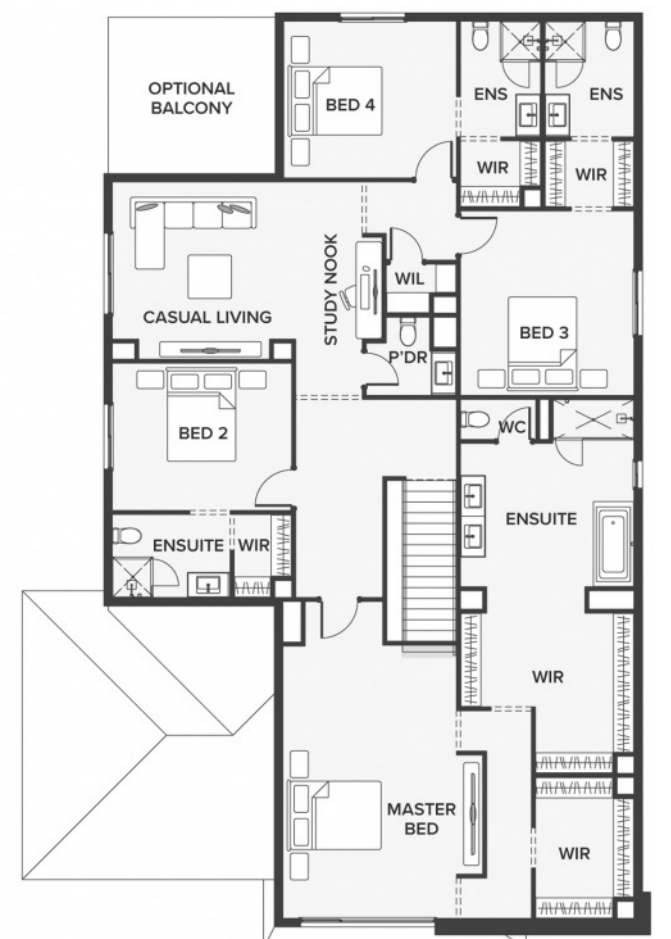 OPTIONAL
BALCONY
BED 4
ENS
ENS
WIR
WIR
STUDY NOOK
WIL
CASUAL LIVING
P'DR
BED 3
BED 2
WC
ENSUITE
WIR
ENSUITE
WIR
MASTER
BED
WIR